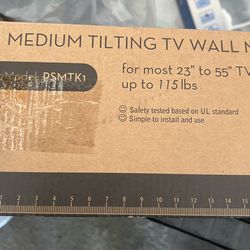 MEDIUM TILTING TV WALL M
Model: PSMTK1
for most 23" to 55" TV
up to 115lbs
Safety tested based on UL standard
Simple to install and use
1 2 3 4 5 6 7 8 9 10 11 12 13 14 15